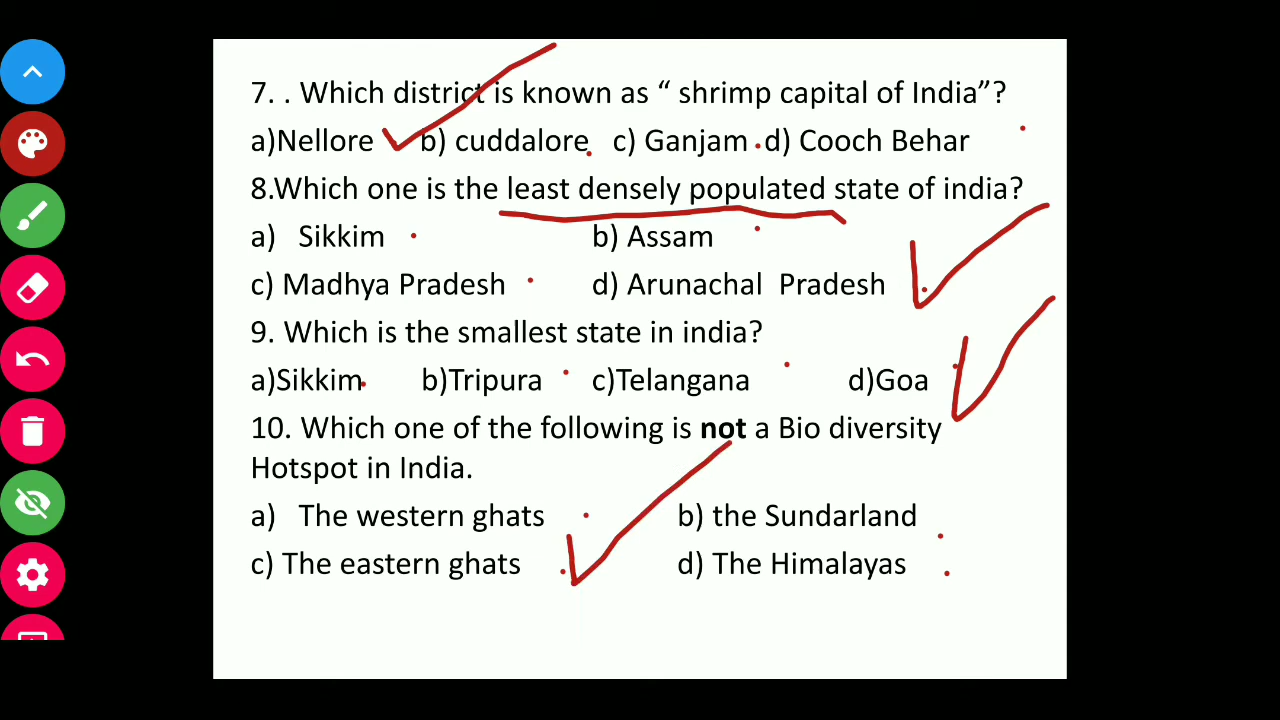 7. . Which district is known as “ shrimp capital of India”?
a)Nellore b) cuddalore c) Ganjam d) Cooch Behar
8.Which one is the least densely populated state of india?
a) Sikkim b) Assam
c) Madhya Pradesh d) Arunachal Pradesh
9. Which is the smallest state in india?
a)Sikkim b)Tripura c)Telangana d)Goa
10. Which one of the following is not a Bio diversity
Hotspot in India.
a) The western ghats b) the Sundarland
c) The eastern ghats d) The Himalayas